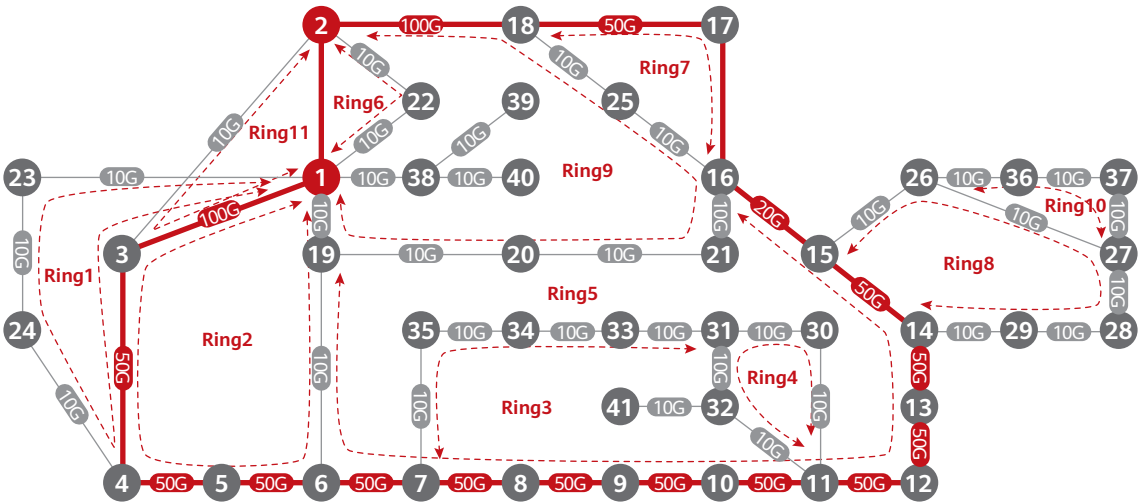 2 100G 18 50G 17
10G 10G Ring7
Ring6 22 39 25
10G Ring11 10G 10G 10G
23 10G 1 10G 38 10G 40 Ring9 16 26 10G 36 10G 37
100G 10G 10G 20G 10G 10G Ring10 10G
3 19 10G 20 10G 21 15 27
10G Ring1 Ring8
Ring5 50G 10G
24 Ring2 35 10G 34 10G 33 10G 31 10G 30 14 10G 29 10G 28
50G 10G 10G 10G Ring4 50G
10G Ring3 41 10G 32 10G 13
10G 50G
4 50G 5 50G 6 50G 7 50G 8 50G 9 50G 10 50G 11 50G 12